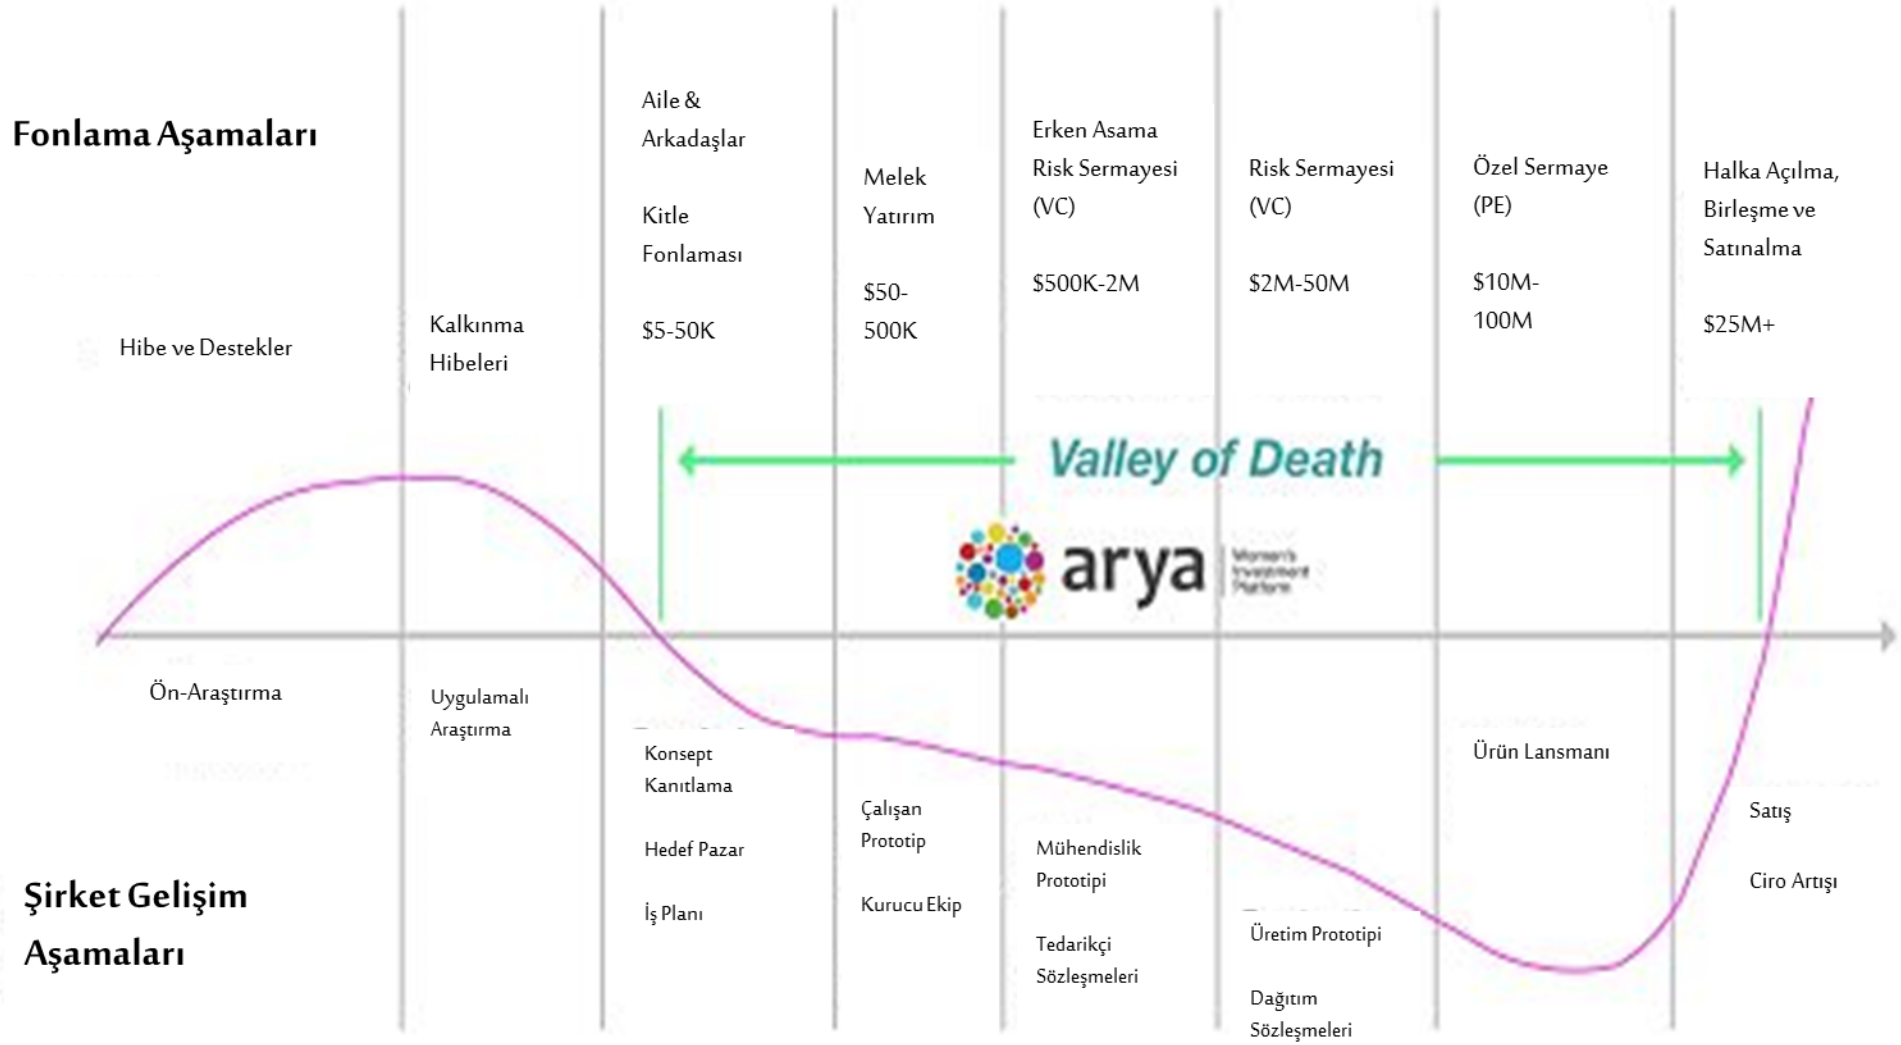 Fonlama Aşamaları
Hibe ve Destekler
Kalkınma
Hibeleri
Aile &
Arkadaşlar
Kitle
Fonlaması
$5-50K
Melek
Yatırım
$50-
500K
Erken Asama
Risk Sermayesi
(VC)
$500K-2M
Risk Sermayesi
(VC)
$2M-50M
Özel Sermaye
(PE)
$10M-
100M
Halka Açılma,
Birleşme ve
Satınalma
$25M+
Valley of Death
arya
Women's
Investment
Platform
Şirket Gelişim
Aşamaları
Ön-Araştırma
Uygulamalı
Araştırma
Konsept
Kanıtlama
Hedef Pazar
İş Planı
Çalışan
Prototip
Kurucu Ekip
Mühendislik
Prototipi
Tedarikçi
Sözleşmeleri
Üretim Prototipi
Dağıtım
Sözleşmeleri
Ürün Lansmanı
Satış
Ciro Artışı